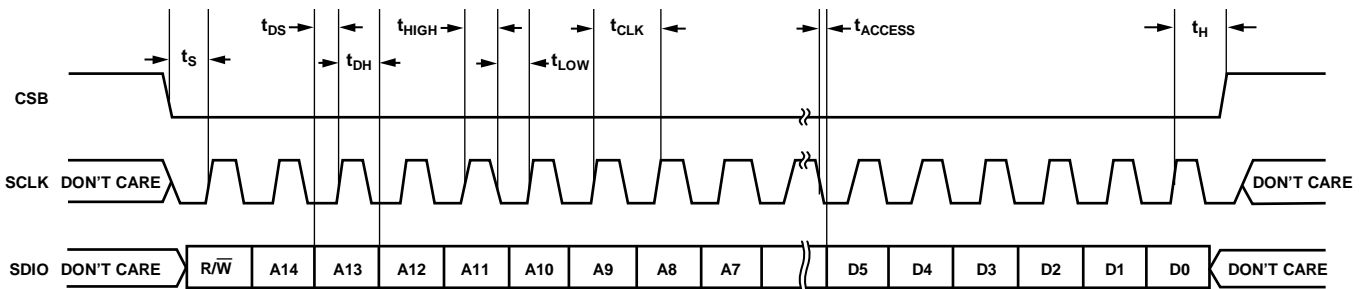 tDS
tHIGH
tCLK
tACCESS
tH
tS
tDH
tLOW
CSB
SCLK DON'T CARE
DON'T CARE
SDIO DON'T CARE R/W̅ A14 A13 A12 A11 A10 A9 A8 A7 D5 D4 D3 D2 D1 D0 DON'T CARE